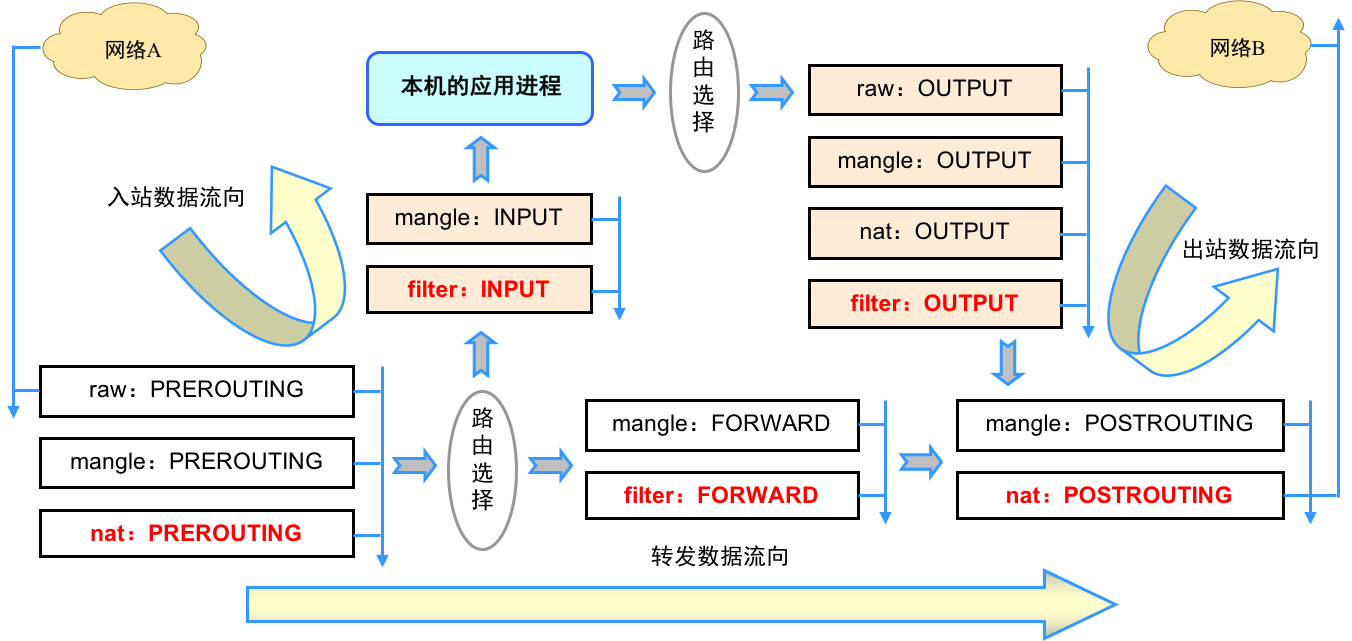 网络A
网络B
本机的应用进程
路由选择
raw：OUTPUT
mangle：OUTPUT
nat：OUTPUT
filter：OUTPUT
入站数据流向
mangle：INPUT
filter：INPUT
出站数据流向
raw：PREROUTING
mangle：PREROUTING
nat：PREROUTING
路由选择
mangle：FORWARD
filter：FORWARD
mangle：POSTROUTING
nat：POSTROUTING
转发数据流向